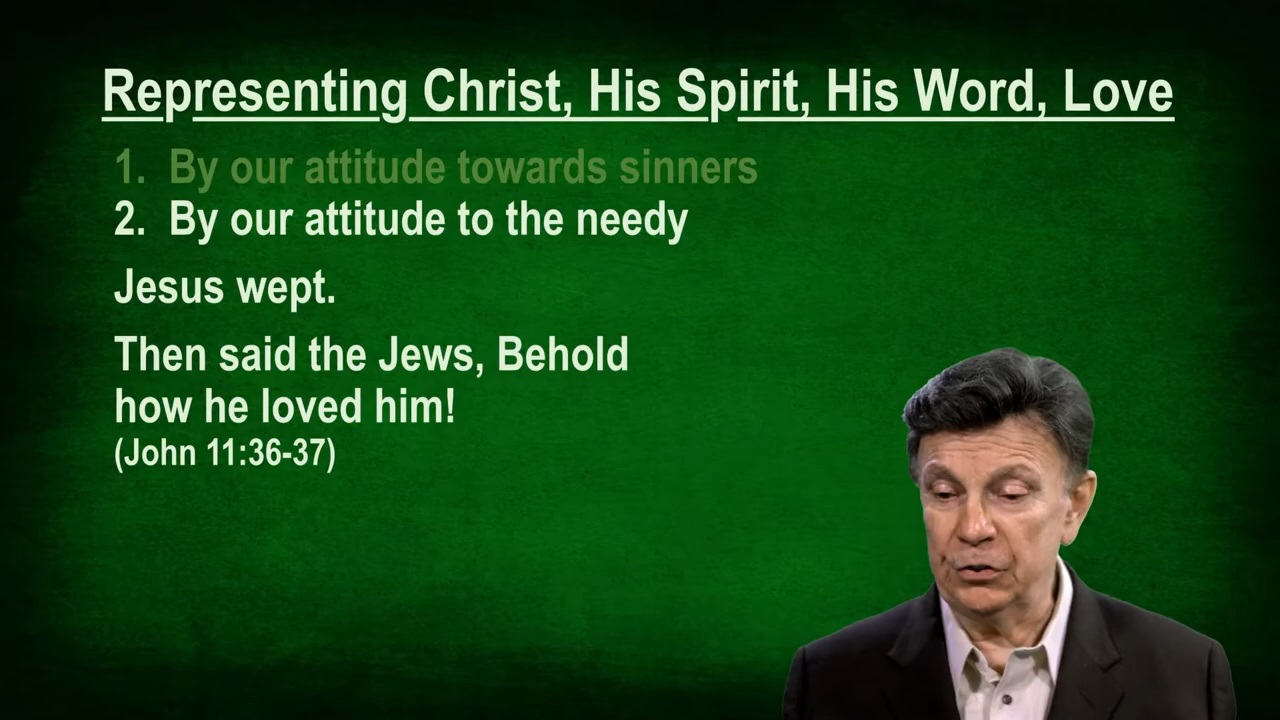 Representing Christ, His Spirit, His Word, Love
1. By our attitude towards sinners
2. By our attitude to the needy
Jesus wept.
Then said the Jews, Behold
how he loved him!
(John 11:36-37)